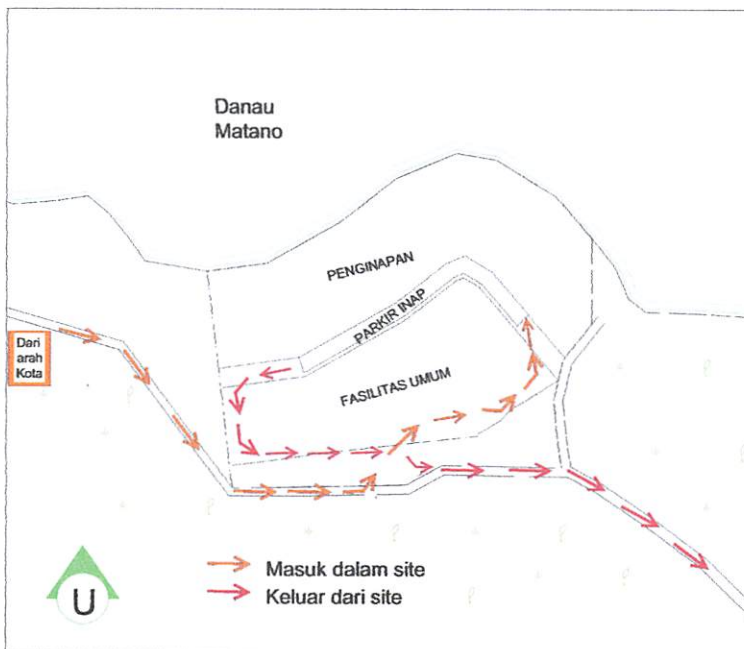 Danau
Matano
PENGINAPAN
PARKIR INAP
Dari
arah
Kota
FASILITAS UMUM
Masuk dalam site
Keluar dari site
U